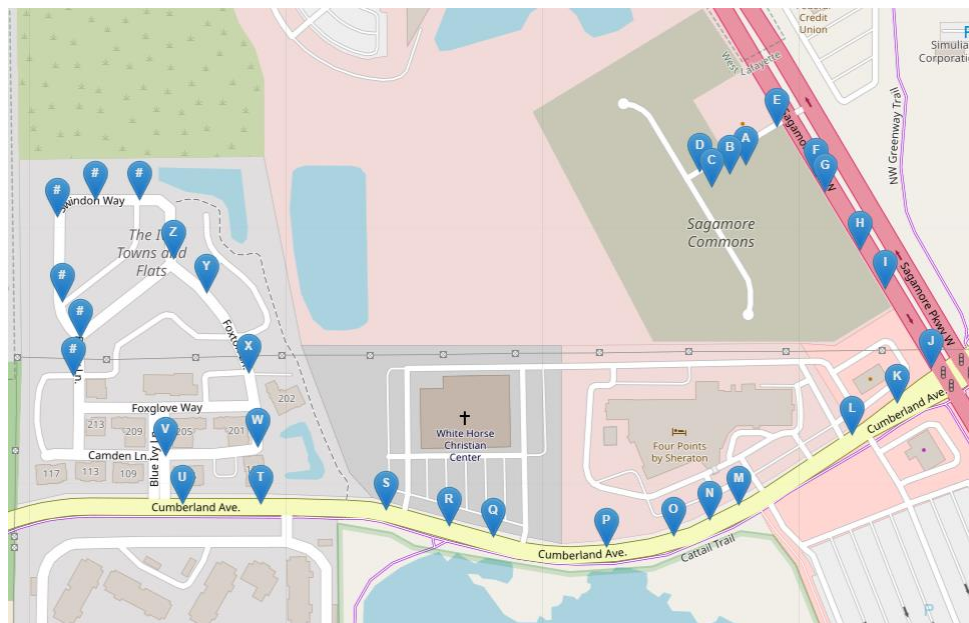 Credit
Union
West Lafayette
Simulia
Corporation
P
NW Greenway Trail
E
A
B
D
C
F
G
Sagamore
N
H
I
Sagamore
Commons
Sagamore Pkwy W
#
#
#
Swindon Way
Z
Towns and
Flats
Y
#
#
#
X
202
J
K
L
Cumberland Ave.
Foxglove Way
213
209
205
201
W
V
White Horse
Christian
Center
Four Points
by Sheraton
Camden Ln.
117
113
109
Blue Ivy Ln
U
T
Cumberland Ave.
S
R
Q
P
O
N
M
Cumberland Ave.
Cattail Trail
P